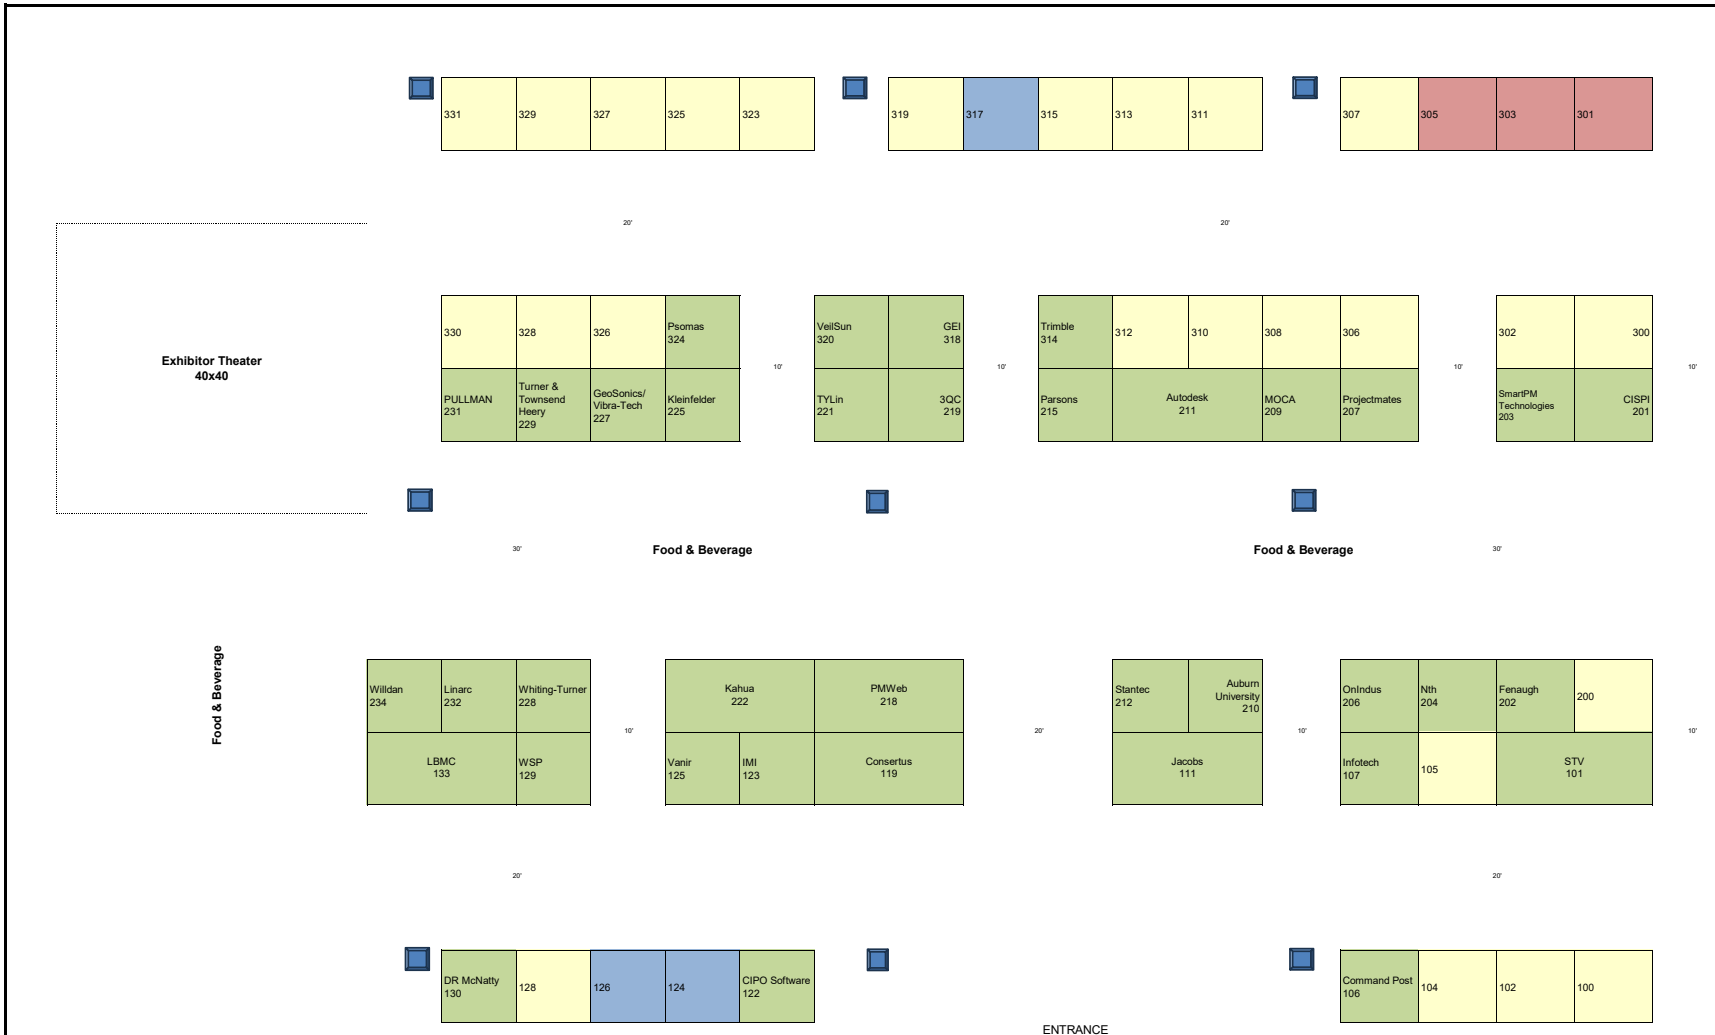 331
329
327
325
323
319
317
315
313
311
307
305
303
301
20'
20'
Exhibitor Theater
40x40
330
328
326
Psomas
324
VeilSun
320
GEI
318
Trimble
314
312
310
308
306
302
300
10'
10'
10'
10'
PULLMAN
231
Turner &
Townsend
Heery
229
GeoSonics/
Vibra-Tech
227
Kleinfelder
225
TYLin
221
3QC
219
Parsons
215
Autodesk
211
MOCA
209
Projectmates
207
SmartPM
Technologies
203
CISPI
201
30'
Food & Beverage
Food & Beverage
30'
Food & Beverage
Willdan
234
Linarc
232
Whiting-Turner
228
Kahua
222
PMWeb
218
Stantec
212
Auburn
University
210
OnIndus
206
Nth
204
Fenaugh
202
200
10'
20'
10'
10'
LBMC
133
WSP
129
Vanir
125
IMI
123
Consertus
119
Jacobs
111
Infotech
107
105
STV
101
20'
20'
DR McNatty
130
128
126
124
CIPO Software
122
Command Post
106
104
102
100
ENTRANCE